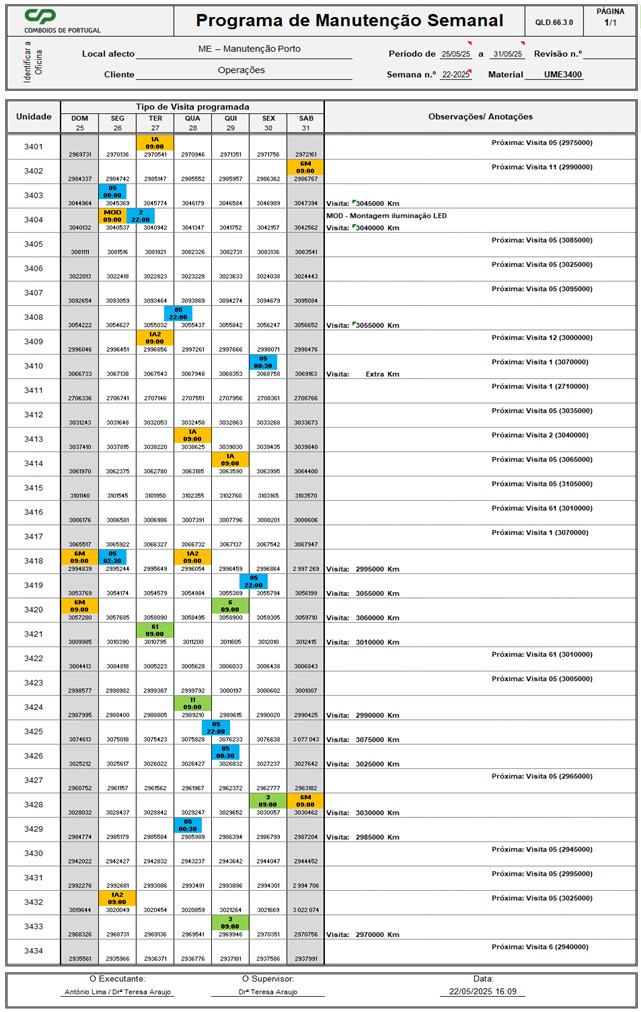 CP
COMBOIOS DE PORTUGAL
Programa de Manutenção Semanal
QLD.66.3.0
PÁGINA
1/1
Identificar a Oficina
Local afecto ME – Manutenção Porto Período de 25/05/25 a 31/05/25 Revisão n.º
Cliente Operações Semana n.º 22-2025 Material UME3400
Unidade Tipo de Visita programada Observações/ Anotações
DOM SEG TER QUA QUI SEX SAB
25 26 27 28 29 30 31
1A Próxima: Visita 05 (2975000)
3401 09:00
2969731 2970136 2970541 2970946 2971351 2971756 2972161
6M Próxima: Visita 11 (2990000)
3402 09:00
2984337 2984742 2985147 2985552 2985957 2986362 2986767
05
3403 00:00
3044964 3045369 3045774 3046179 3046584 3046989 3047394 Visita: 3045000 Km
MOD 2 MOD - Montagem iluminação LED
3404 09:00 22:00
3040132 3040537 3040942 3041347 3041752 3042157 3042562 Visita: 3040000 Km
Próxima: Visita 05 (3085000)
3405
3081111 3081516 3081921 3082326 3082731 3083136 3083541
Próxima: Visita 05 (3025000)
3406
3022013 3022418 3022823 3023228 3023633 3024038 3024443
Próxima: Visita 05 (3095000)
3407
3092654 3093059 3093464 3093869 3094274 3094679 3095084
05
3408 22:00
3054222 3054627 3055032 3055437 3055842 3056247 3056652 Visita: 3055000 Km
1A2 Próxima: Visita 12 (3000000)
3409 09:00
2996046 2996451 2996856 2997261 2997666 2998071 2998476
05 Próxima: Visita 1 (3070000)
3410 00:30
3066733 3067138 3067543 3067948 3068353 3068758 3069163 Visita: Extra Km
Próxima: Visita 1 (2710000)
3411
2706336 2706741 2707146 2707551 2707956 2708361 2708766
Próxima: Visita 05 (3035000)
3412
3031243 3031648 3032053 3032458 3032863 3033268 3033673
1A Próxima: Visita 2 (3040000)
3413 09:00
3037410 3037815 3038220 3038625 3039030 3039435 3039840
1A Próxima: Visita 05 (3065000)
3414 09:00
3061970 3062375 3062780 3063185 3063590 3063995 3064400
Próxima: Visita 05 (3105000)
3415
3101140 3101545 3101950 3102355 3102760 3103165 3103570
Próxima: Visita 61 (3010000)
3416
3006176 3006581 3006986 3007391 3007796 3008201 3008606
Próxima: Visita 1 (3070000)
3417
3065517 3065922 3066327 3066732 3067137 3067542 3067947
6M 05 1A2
3418 09:00 02:30 09:00
2994839 2995244 2995649 2996054 2996459 2996864 2 997 269 Visita: 2995000 Km
05
3419 22:00
3053769 3054174 3054579 3054984 3055389 3055794 3056199 Visita: 3055000 Km
6M 6
3420 09:00 09:00
3057280 3057685 3058090 3058495 3058900 3059305 3059710 Visita: 3060000 Km
61
3421 09:00
3009985 3010390 3010795 3011200 3011605 3012010 3012415 Visita: 3010000 Km
Próxima: Visita 61 (3010000)
3422
3004413 3004818 3005223 3005628 3006033 3006438 3006843
Próxima: Visita 05 (3005000)
3423
2998577 2998982 2999387 2999792 3000197 3000602 3001007
11
3424 09:00
2987995 2988400 2988805 2989210 2989615 2990020 2990425 Visita: 2990000 Km
05
3425 22:00
3074613 3075018 3075423 3075828 3076233 3076638 3 077 043 Visita: 3075000 Km
05
3426 00:30
3025212 3025617 3026022 3026427 3026832 3027237 3027642 Visita: 3025000 Km
Próxima: Visita 05 (2965000)
3427
2960752 2961157 2961562 2961967 2962372 2962777 2963182
3 6M
3428 09:00 09:00
3028032 3028437 3028842 3029247 3029652 3030057 3030462 Visita: 3030000 Km
05
3429 00:30
2984774 2985179 2985584 2985989 2986394 2986799 2987204 Visita: 2985000 Km
Próxima: Visita 05 (2945000)
3430
2942022 2942427 2942832 2943237 2943642 2944047 2944452
Próxima: Visita 05 (2995000)
3431
2992276 2992681 2993086 2993491 2993896 2994301 2 994 706
1A2 Próxima: Visita 05 (3025000)
3432 09:00
3019644 3020049 3020454 3020859 3021264 3021669 3 022 074
3
3433 09:00
2968326 2968731 2969136 2969541 2969946 2970351 2970756 Visita: 2970000 Km
Próxima: Visita 6 (2940000)
3434
2935561 2935966 2936371 2936776 2937181 2937586 2937991
O Executante: O Supervisor: Data:
António Lima / Drª Teresa Araujo Drª Teresa Araujo 22/05/2025 16:09